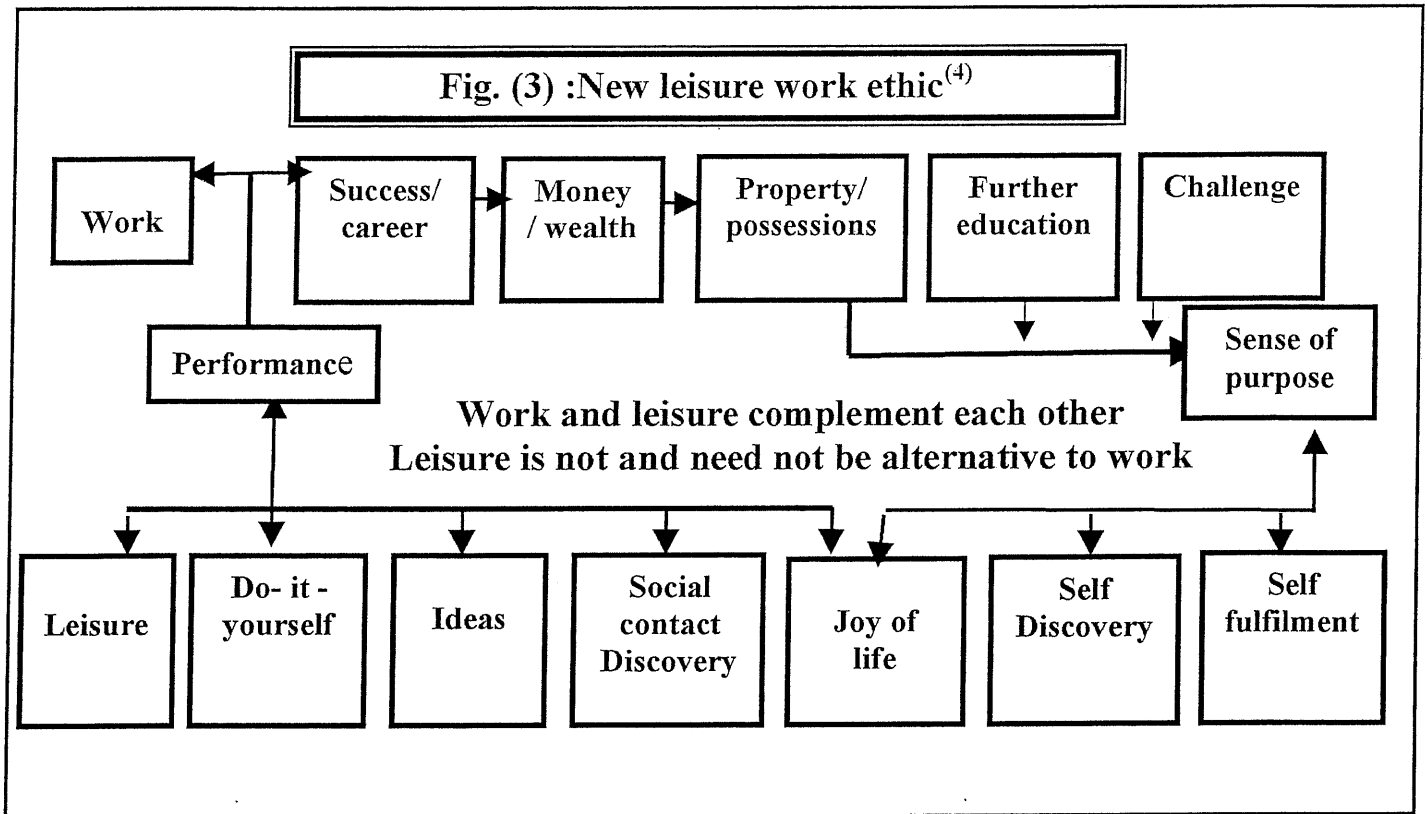 Fig. (3) :New leisure work ethic(4)
Work
Success/
career
Money
/ wealth
Property/
possessions
Further
education
Challenge
Performance
Sense of
purpose
Work and leisure complement each other
Leisure is not and need not be alternative to work
Leisure
Do- it -
yourself
Ideas
Social
contact
Discovery
Joy of
life
Self
Discovery
Self
fulfilment